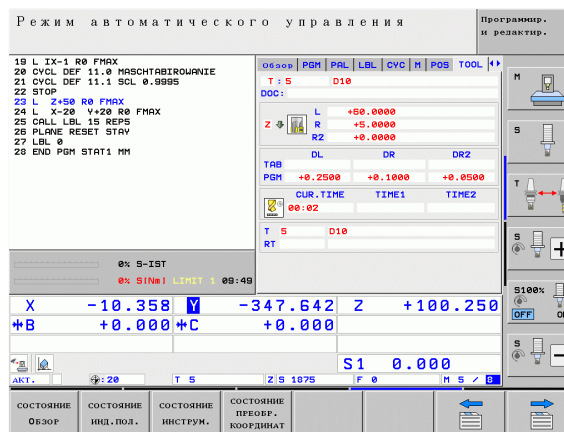 Режим автоматического управления
Программир.
и редактир.
19 L IX-1 R0 FMAX
20 CYCL DEF 11.0 MASCHTABIROWANIE
21 CYCL DEF 11.1 SCL 0.9995
22 STOP
23 L Z+50 R0 FMAX
24 L X-20 Y+20 R0 FMAX
25 CALL LBL 15 REP5
26 PLANE RESET STAY
27 LBL 0
28 END PGM STAT1 MM
Обзор PGM PAL LBL CYC M POS TOOL
T : 5 D10
DOC:
L +60.0000
Z R +5.0000
R2 +0.0000
DL DR DR2
TAB
PGM +0.2500 +0.1000 +0.0500
CUR.TIME TIME1 TIME2
00:02
T 5 D10
RT
0% S-IST
0% S[Nm] LIMIT 1 09:49
X -10.358 Y -347.642 Z +100.250
B +0.000 C +0.000
S1 0.000
АКТ. :20 T 5 Z S 1875 F 0 M 5 / 8
M
S
T
S
S100%
OFF
S
СОСТОЯНИЕ
ОБЗОР
СОСТОЯНИЕ
ИНД.ПОЛ.
СОСТОЯНИЕ
ИНСТРУМ.
СОСТОЯНИЕ
ПРЕОБР.
КООРДИНАТ